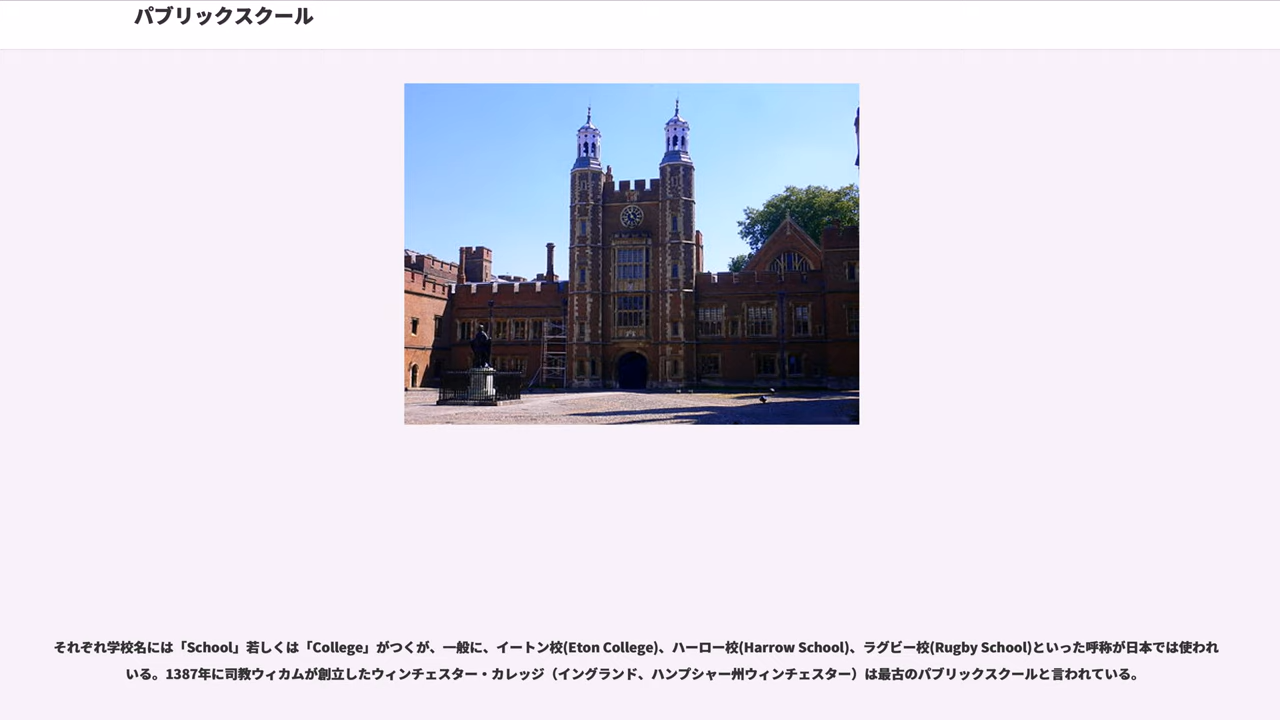 パブリックスクール
それぞれ学校名には「School」若しくは「College」がつくが、一般に、イートン校(Eton College)、ハーロー校(Harrow School)、ラグビー校(Rugby School)といった呼称が日本では使われ
いる。1387年に司教ウィカムが創立したウィンチェスター・カレッジ（イングランド、ハンプシャー州ウィンチェスター）は最古のパブリックスクールと言われている。